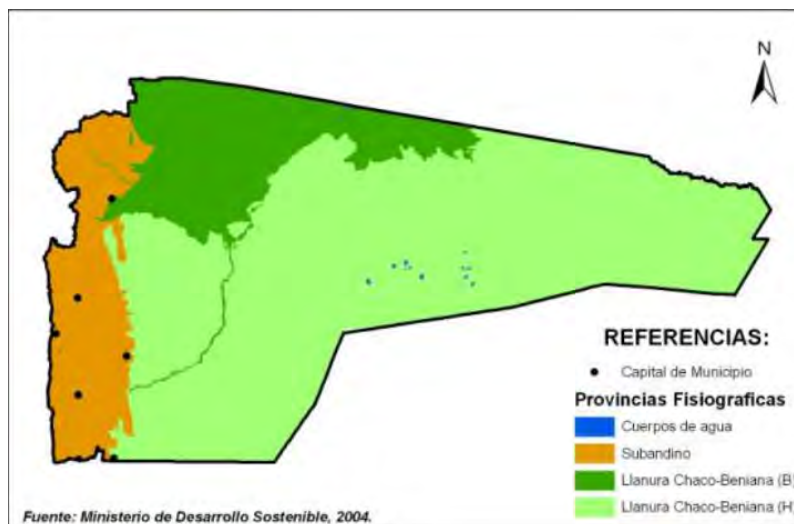 N
REFERENCIAS:
Capital de Municipio
Provincias Fisiograficas
Cuerpos de agua
Subandino
Llanura Chaco-Beniana (B)
Llanura Chaco-Beniana (H)
Fuente: Ministerio de Desarrollo Sostenible, 2004.